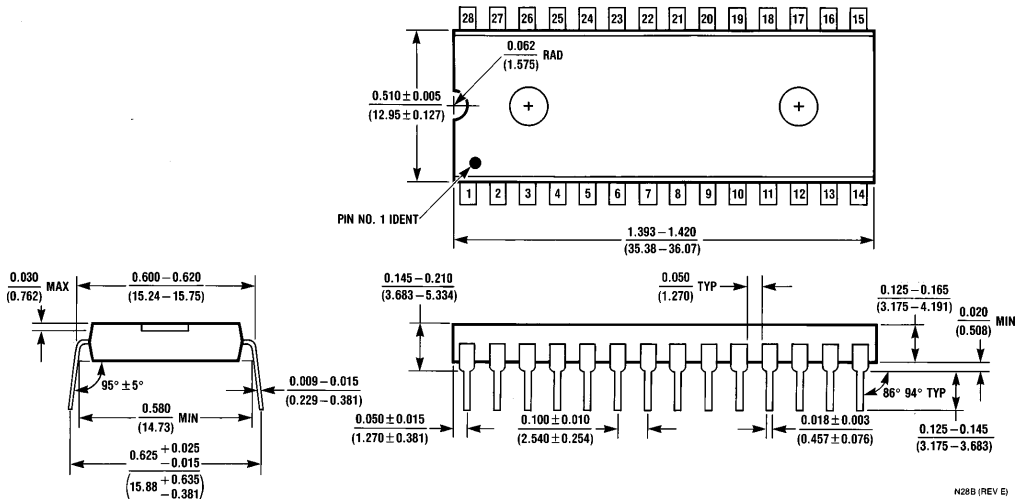 28 27 26 25 24 23 22 21 20 19 18 17 16 15
0.062
(1.575)
RAD
0.510 ± 0.005
(12.95 ± 0.127)
PIN NO. 1 IDENT
1 2 3 4 5 6 7 8 9 10 11 12 13 14
1.393 – 1.420
(35.38 – 36.07)
0.030
(0.762)
MAX
0.600 – 0.620
(15.24 – 15.75)
95° ± 5°
0.009 – 0.015
(0.229 – 0.381)
0.580
(14.73)
MIN
0.625 + 0.025
– 0.015
(15.88 + 0.635
– 0.381)
0.145 – 0.210
(3.683 – 5.334)
0.050
(1.270)
TYP
0.125 – 0.165
(3.175 – 4.191)
0.020
(0.508)
MIN
86° 94° TYP
0.050 ± 0.015
(1.270 ± 0.381)
0.100 ± 0.010
(2.540 ± 0.254)
0.018 ± 0.003
(0.457 ± 0.076)
0.125 – 0.145
(3.175 – 3.683)
N28B (REV E)